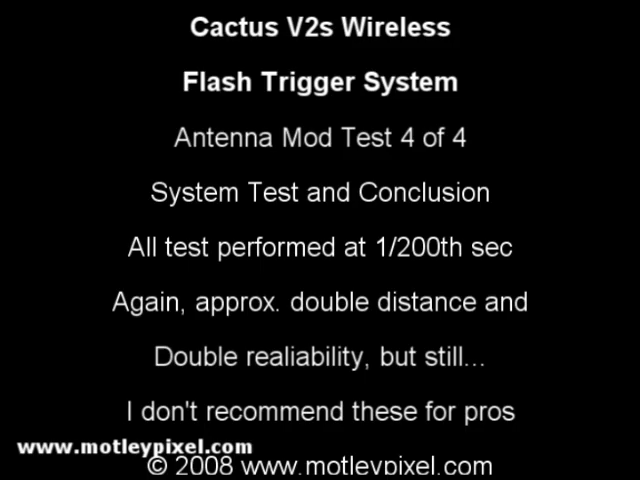 Cactus V2s Wireless
Flash Trigger System
Antenna Mod Test 4 of 4
System Test and Conclusion
All test performed at 1/200th sec
Again, approx. double distance and
Double realiability, but still...
I don't recommend these for pros
www.motleypixel.com
© 2008 www.motleypixel.com